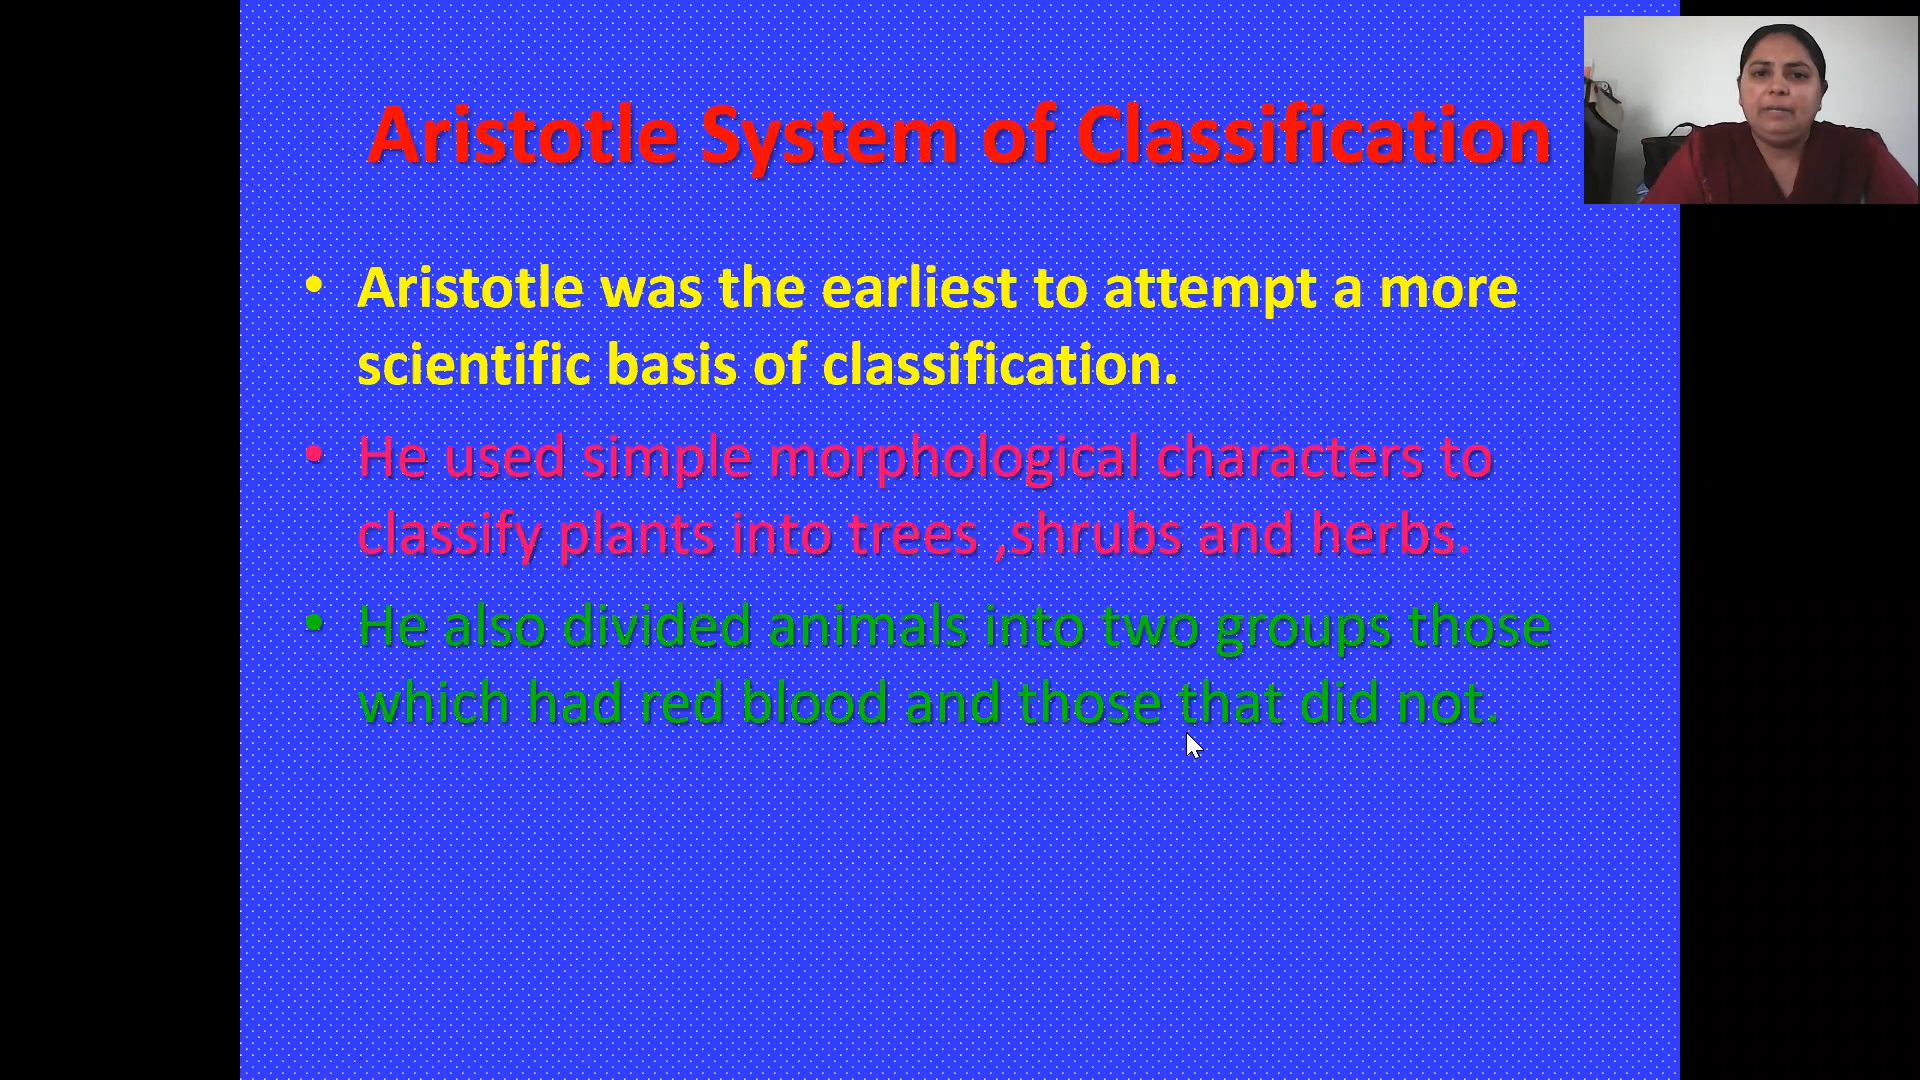 Aristotle System of Classification
• Aristotle was the earliest to attempt a more
scientific basis of classification.
• He used simple morphological characters to
classify plants into trees ,shrubs and herbs.
• He also divided animals into two groups those
which had red blood and those that did not.